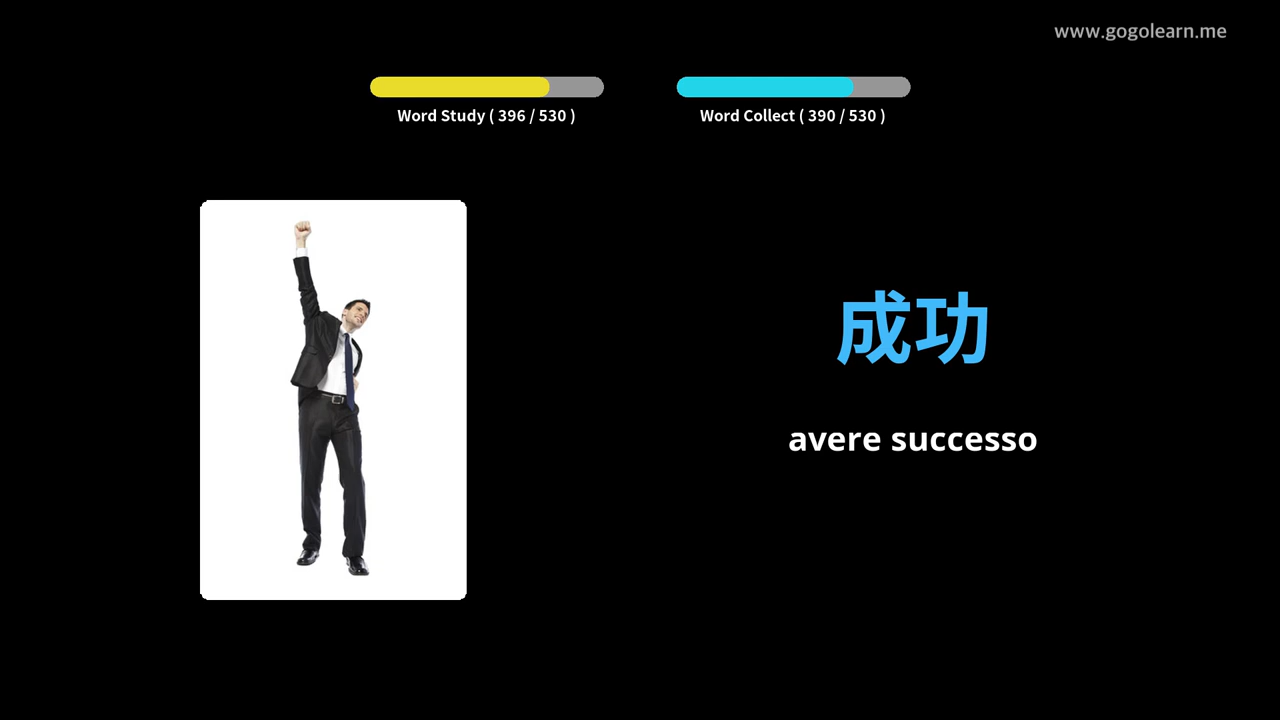 www.gogolearn.me
Word Study ( 396 / 530 )
Word Collect ( 390 / 530 )
成功
avere successo